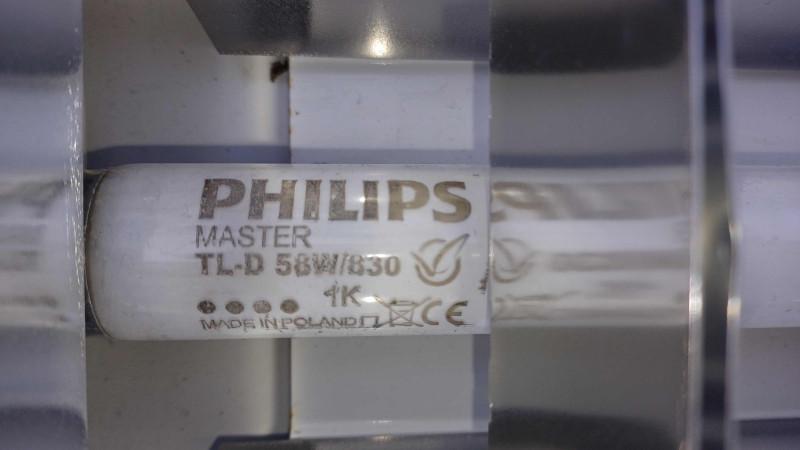 PHILIPS
MASTER
TL-D 58W/830
1K
MADE IN POLAND CE